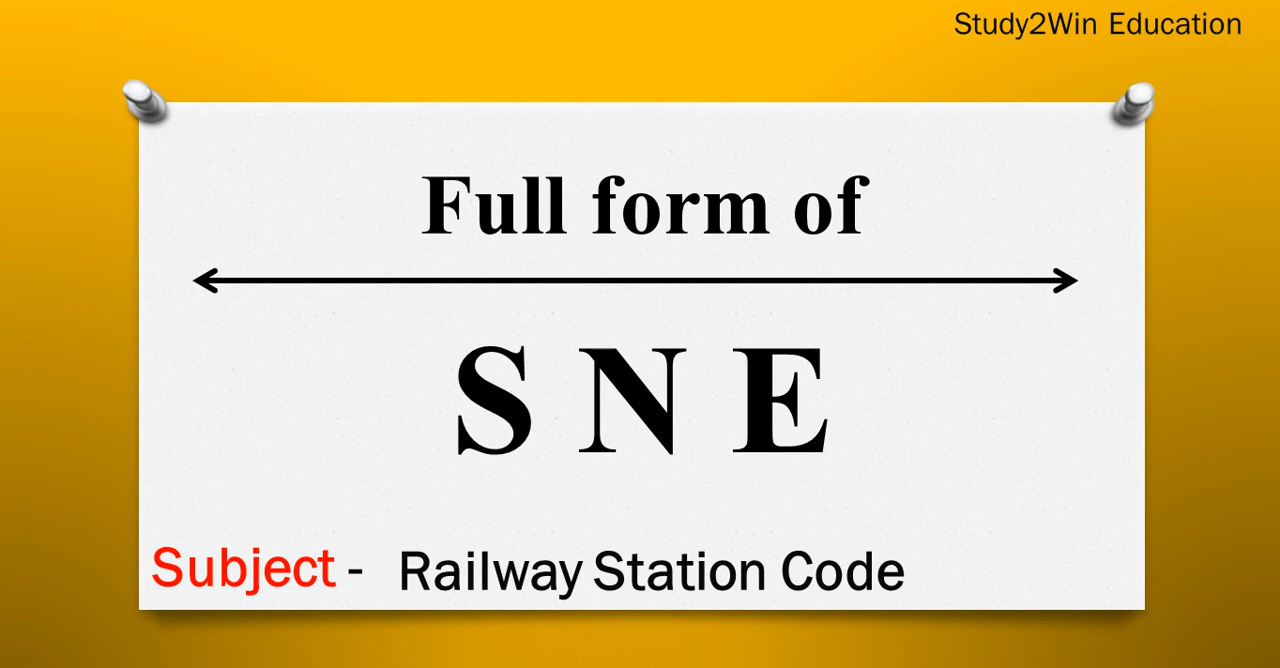 Study2Win Education
Full form of
S N E
Subject - Railway Station Code